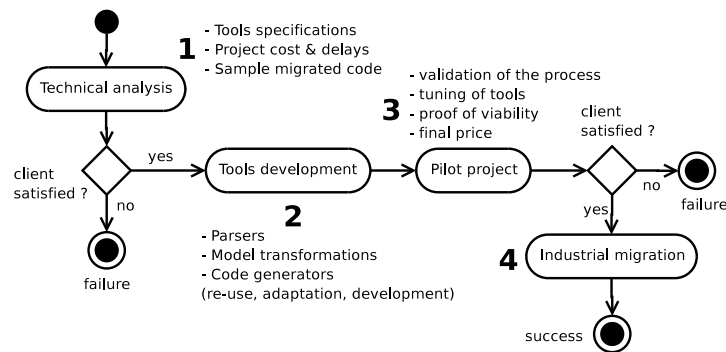 1
- Tools specifications
- Project cost & delays
- Sample migrated code
Technical analysis
client
satisfied ?
yes
no
failure
Tools development
2
- Parsers
- Model transformations
- Code generators
(re-use, adaptation, development)
3
- validation of the process
- tuning of tools
- proof of viability
- final price
Pilot project
client
satisfied ?
no
failure
yes
4
Industrial migration
success